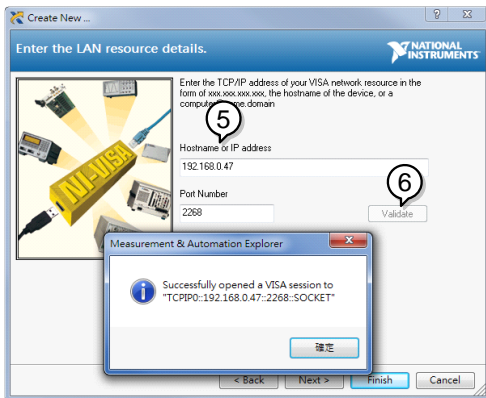 Create New ...
Enter the LAN resource details.
NATIONAL
INSTRUMENTS
Enter the TCP/IP address of your VISA network resource in the
form of xxx.xxx.xxx.xxx, the hostname of the device, or a
computer@some.domain
5
Hostname or IP address
192.168.0.47
6
Port Number
2268
Validate
NI-VISA
Measurement & Automation Explorer
Successfully opened a VISA session to
"TCPIP0::192.168.0.47::2268::SOCKET"
確定
< Back
Next >
Finish
Cancel